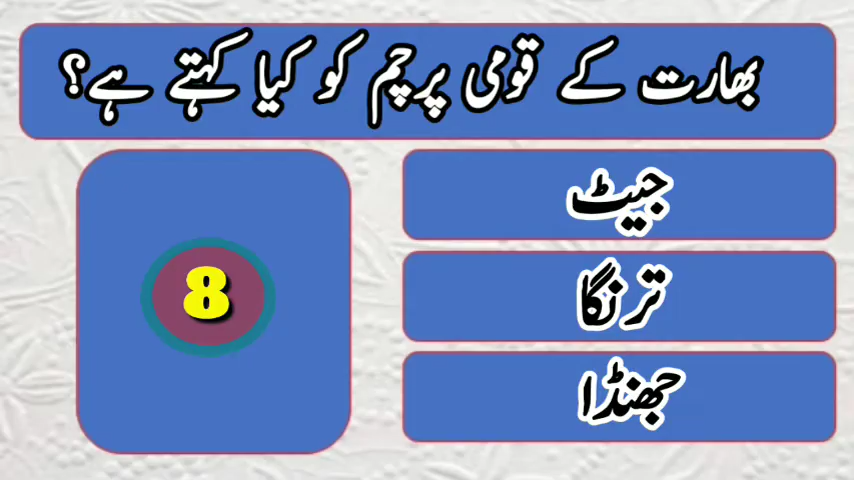 بھارت کے قومی پرچم کو کیا کہتے ہے؟
جیٹ
ترنگا
جھنڈا
8